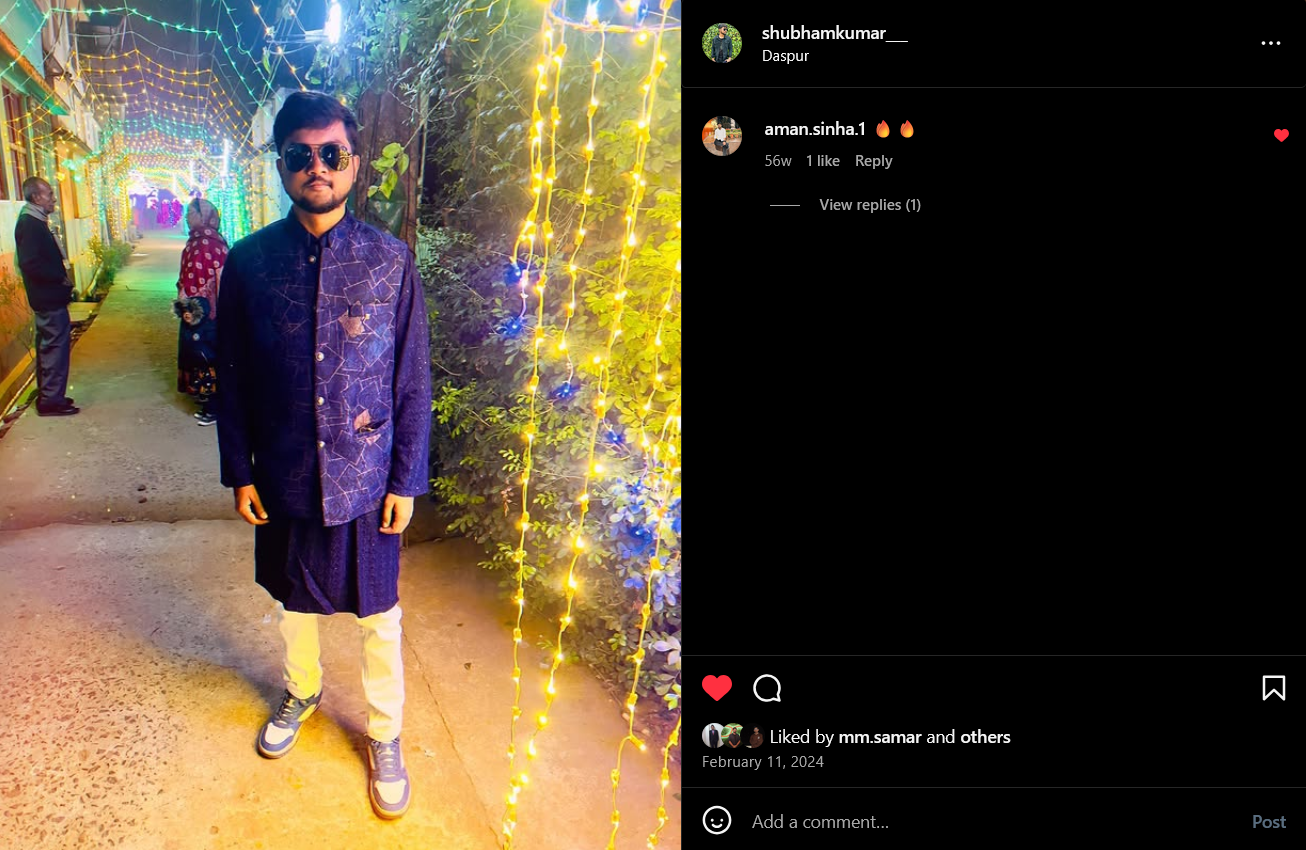 shubhamkumar___
Daspur
aman.sinha.1 🔥🔥
56w 1 like Reply
View replies (1)
Liked by mm.samar and others
February 11, 2024
Add a comment...
Post